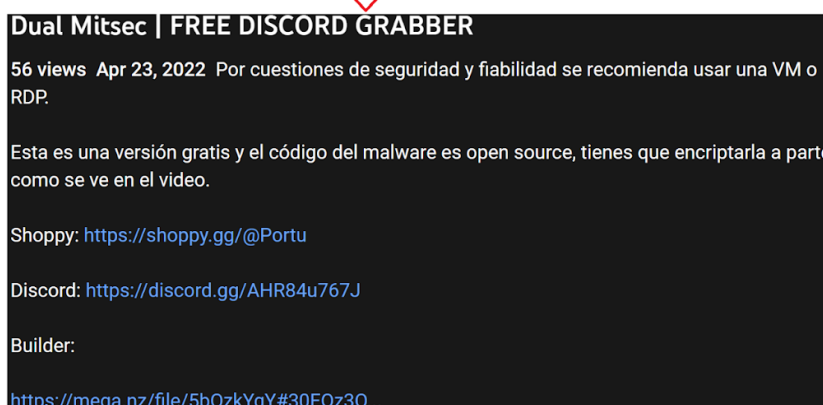 Dual Mitsec | FREE DISCORD GRABBER
56 views Apr 23, 2022 Por cuestiones de seguridad y fiabilidad se recomienda usar una VM o
RDP.
Esta es una versión gratis y el código del malware es open source, tienes que encriptarla a parte
como se ve en el video.
Shoppy: https://shoppy.gg/@Portu
Discord: https://discord.gg/AHR84u767J
Builder: